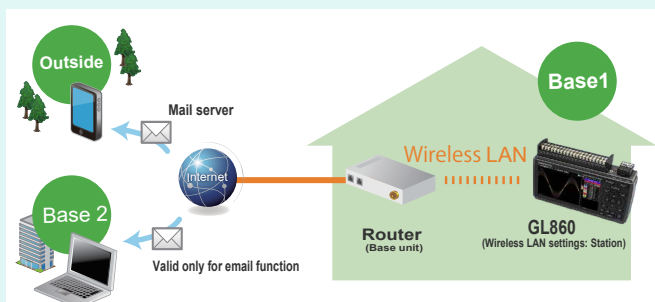 Outside
Base1
Mail server
Wireless LAN
Internet
Base 2
Router
(Base unit)
GL860
(Wireless LAN settings: Station)
Valid only for email function